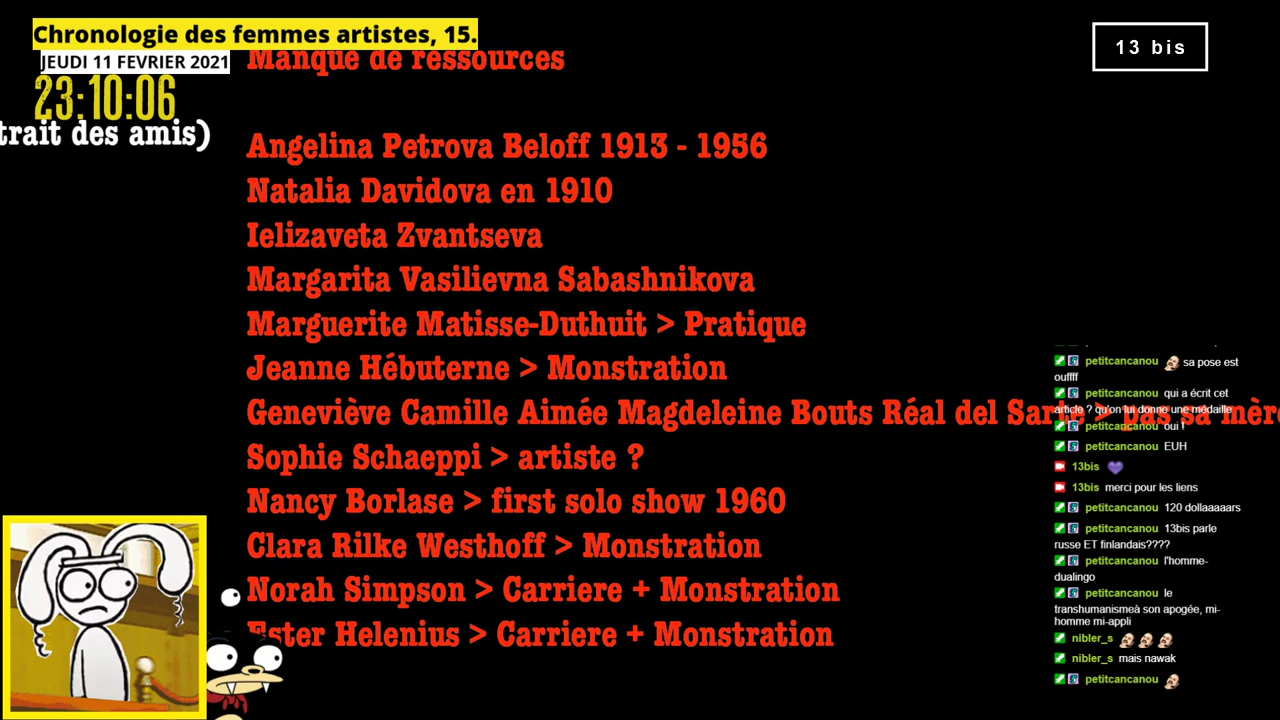 Chronologie des femmes artistes, 15.
JEUDI 11 FEVRIER 2021
23:10:06
trait des amis)
13 bis
Manque de ressources
Angelina Petrova Beloff 1913 - 1956
Natalia Davidova en 1910
Ielizaveta Zvantseva
Margarita Vasilievna Sabashnikova
Marguerite Matisse-Duthuit > Pratique
Jeanne Hébuterne > Monstration
Geneviève Camille Aimée Magdeleine Bouts Réal del Sarte pas sa mère
Sophie Schaeppi > artiste ?
Nancy Borlase > first solo show 1960
Clara Rilke Westhoff > Monstration
Norah Simpson > Carriere + Monstration
Ester Helenius > Carriere + Monstration
petitcancanou sa pose est
ouffff
petitcancanou qui a écrit cet
article ? qu'on lui donne une médaille
petitcancanou oui !
petitcancanou EUH
13bis
13bis merci pour les liens
petitcancanou 120 dollaaaaars
petitcancanou 13bis parle
russe ET finlandais????
petitcancanou l'homme-
dualingo
petitcancanou le
transhumanismeà son apogée, mi-
homme mi-appli
nibler_s
nibler_s mais nawak
petitcancanou